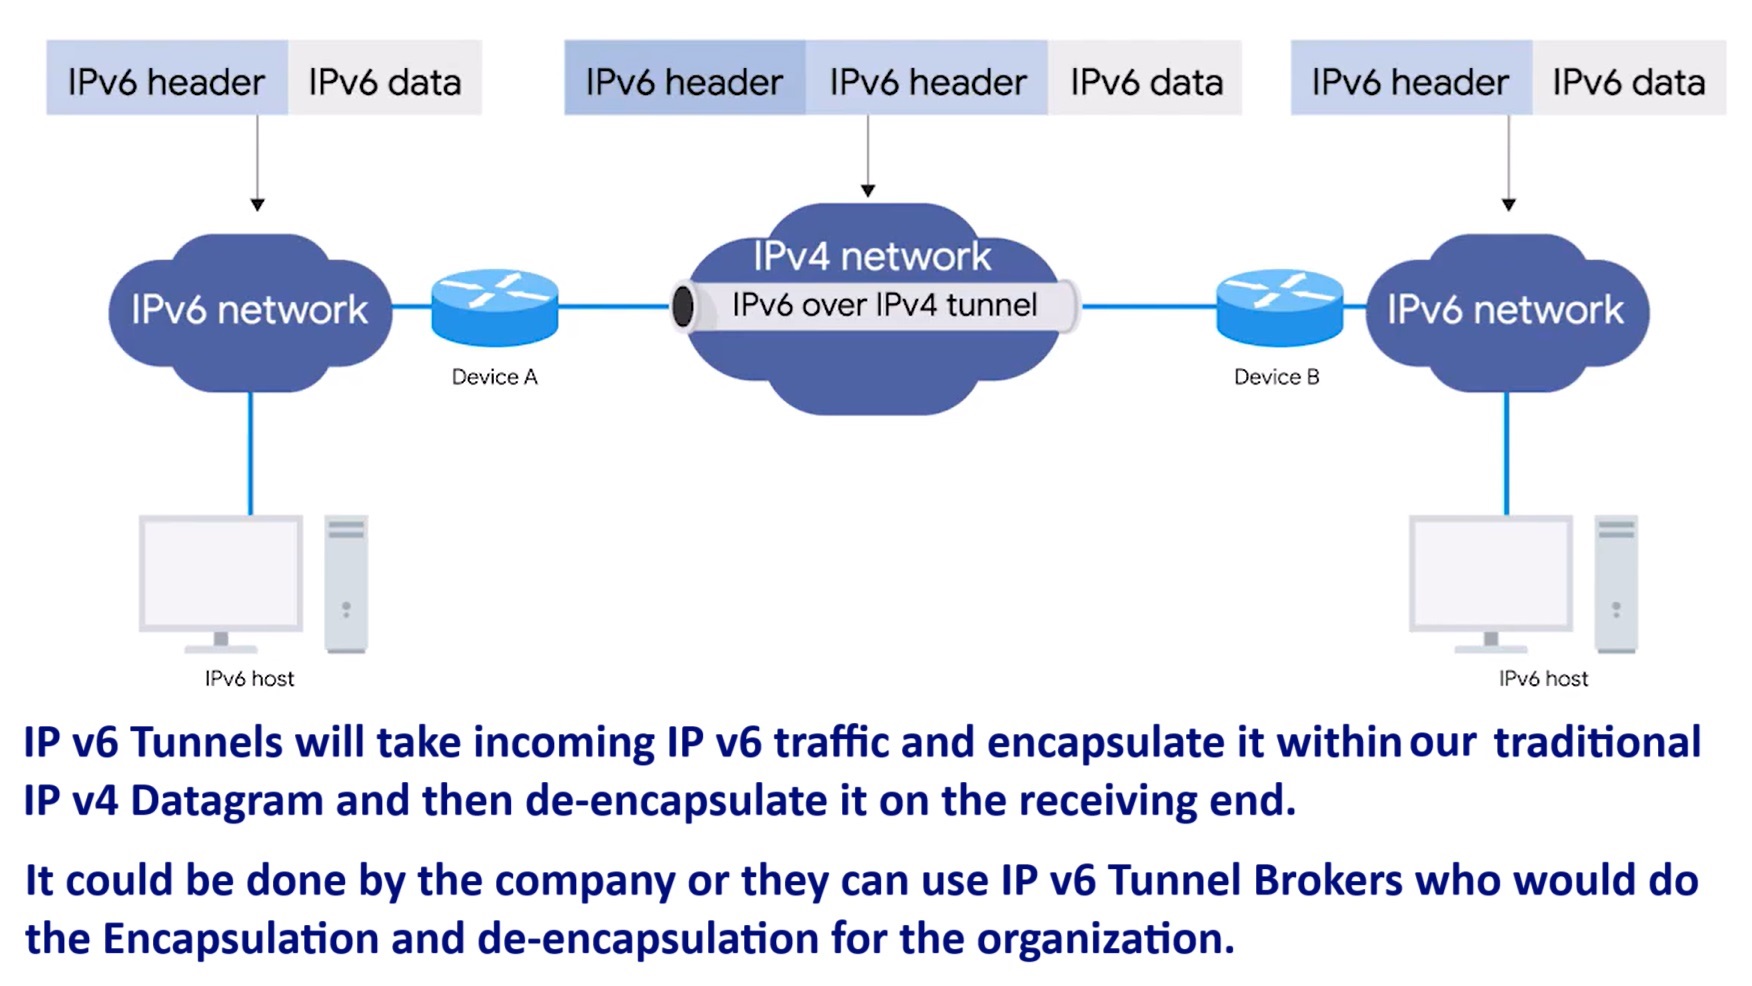 IPv6 header IPv6 data
IPv6 header IPv6 header IPv6 data
IPv6 header IPv6 data
IPv6 network
Device A
IPv4 network
IPv6 over IPv4 tunnel
Device B
IPv6 network
IPv6 host
IPv6 host
IP v6 Tunnels will take incoming IP v6 traffic and encapsulate it within our traditional
IP v4 Datagram and then de-encapsulate it on the receiving end.
It could be done by the company or they can use IP v6 Tunnel Brokers who would do
the Encapsulation and de-encapsulation for the organization.